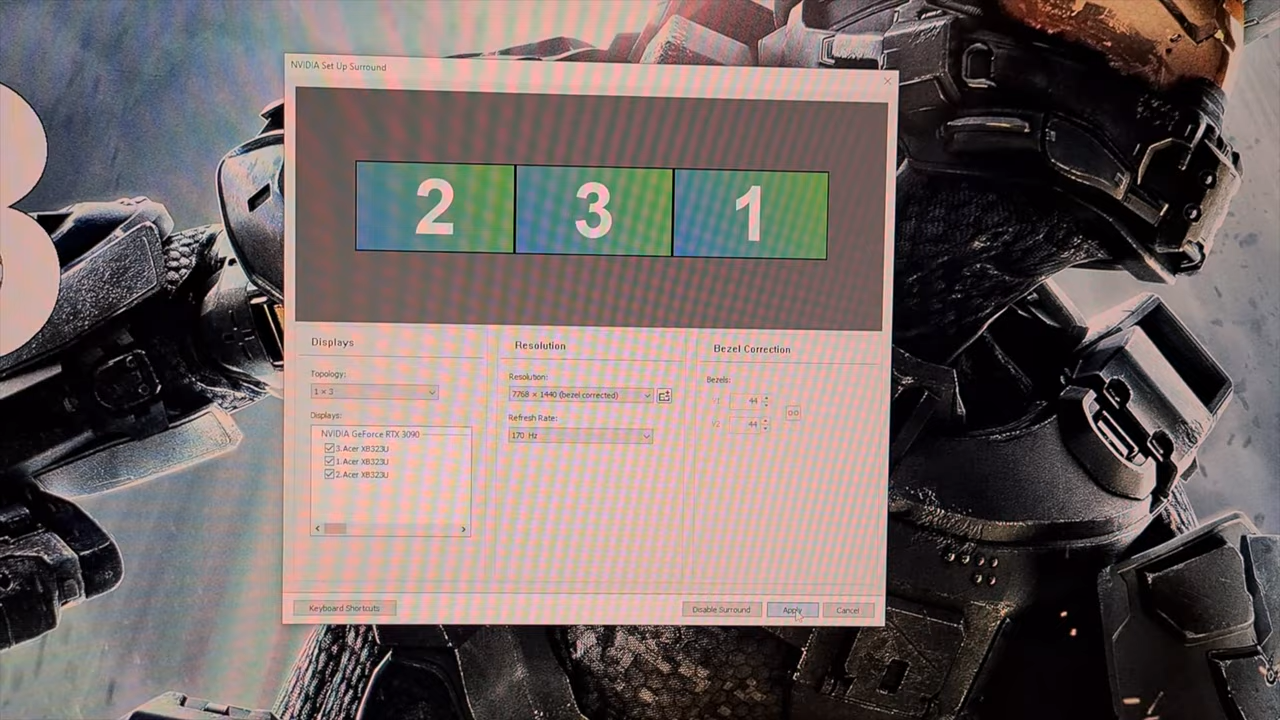 NVIDIA Set Up Surround
2 3 1
Displays
Topology:
1 × 3
Displays:
NVIDIA GeForce RTX 3090
3. Acer XB323U
1. Acer XB323U
2. Acer XB323U
Resolution
Resolution:
7768 × 1440 (bezel corrected)
Refresh Rate:
170 Hz
Bezel Correction
Bezels:
V1 44
V2 44
Keyboard Shortcuts
Disable Surround
Apply
Cancel